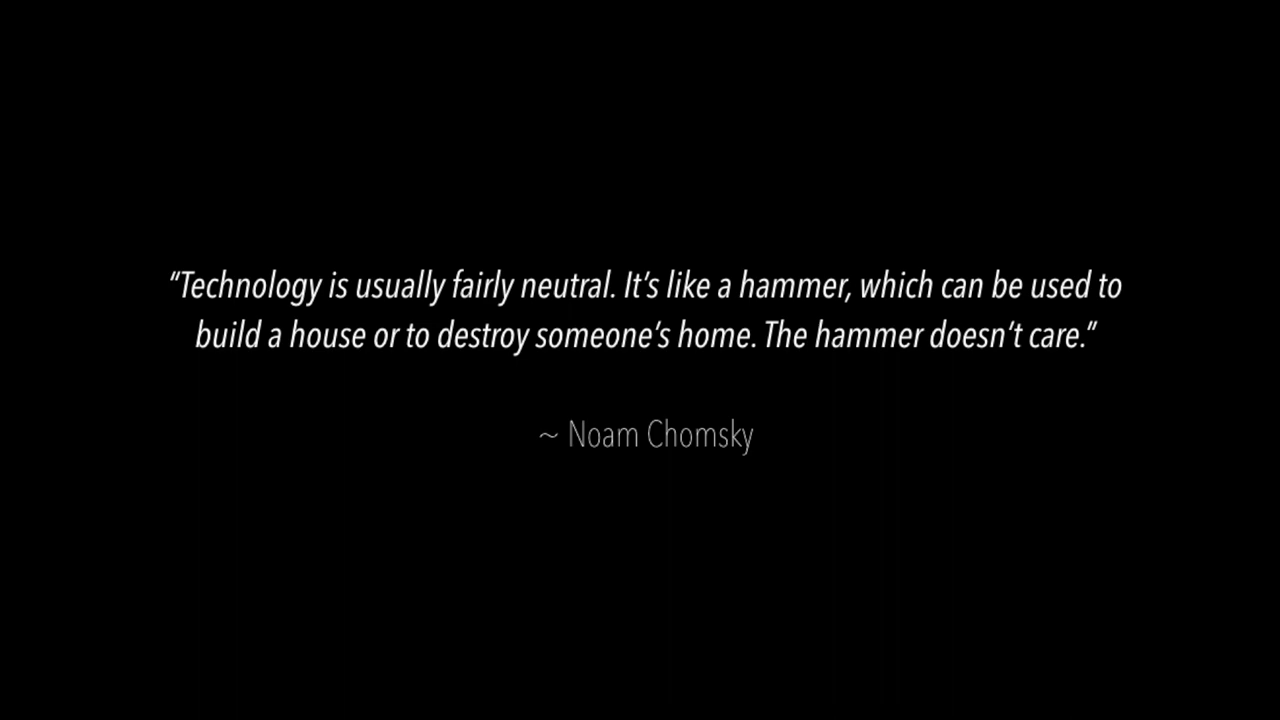 “Technology is usually fairly neutral. It’s like a hammer, which can be used to
build a house or to destroy someone’s home. The hammer doesn’t care.“
~ Noam Chomsky